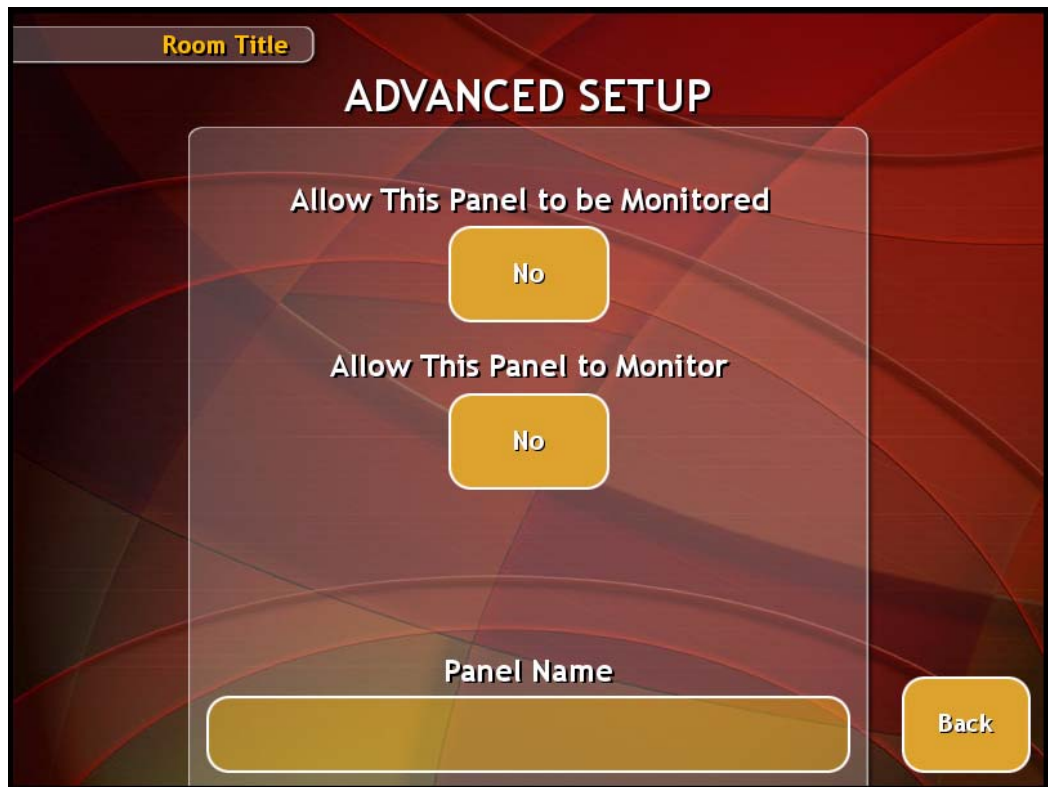 Room Title
ADVANCED SETUP
Allow This Panel to be Monitored
No
Allow This Panel to Monitor
No
Panel Name
Back